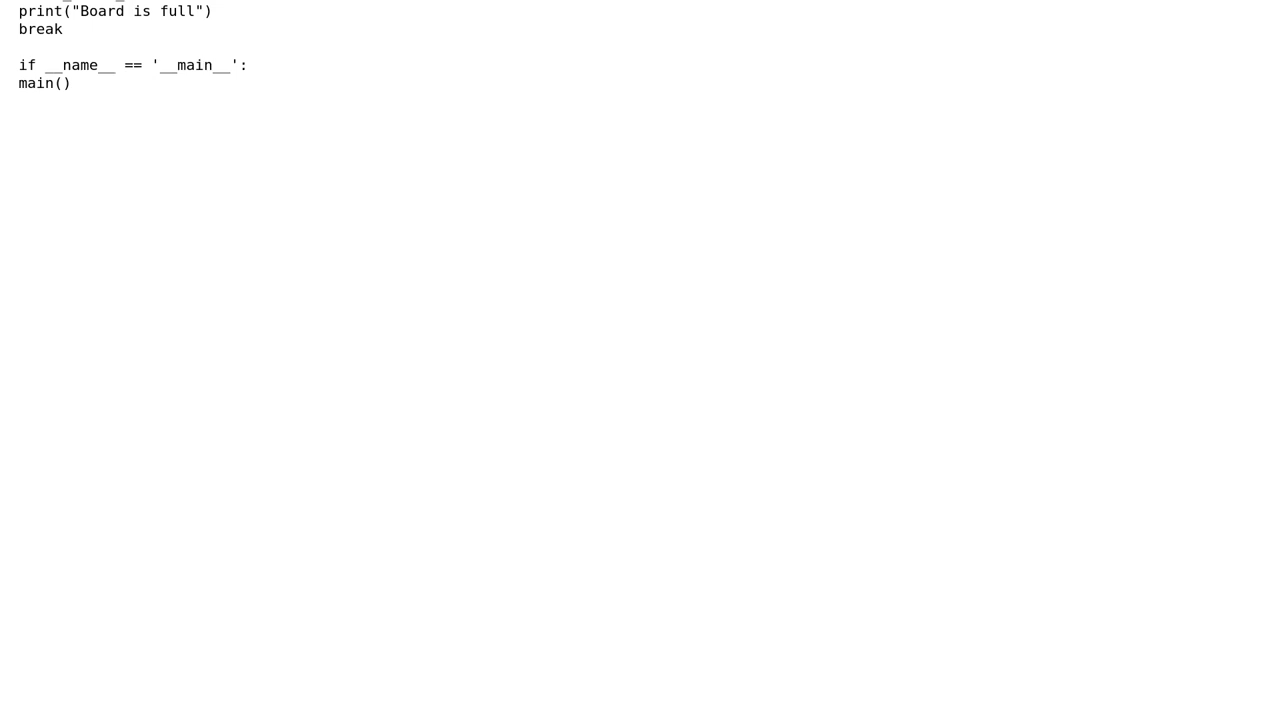 print("Board is full")
break

if __name__ == '__main__':
main()